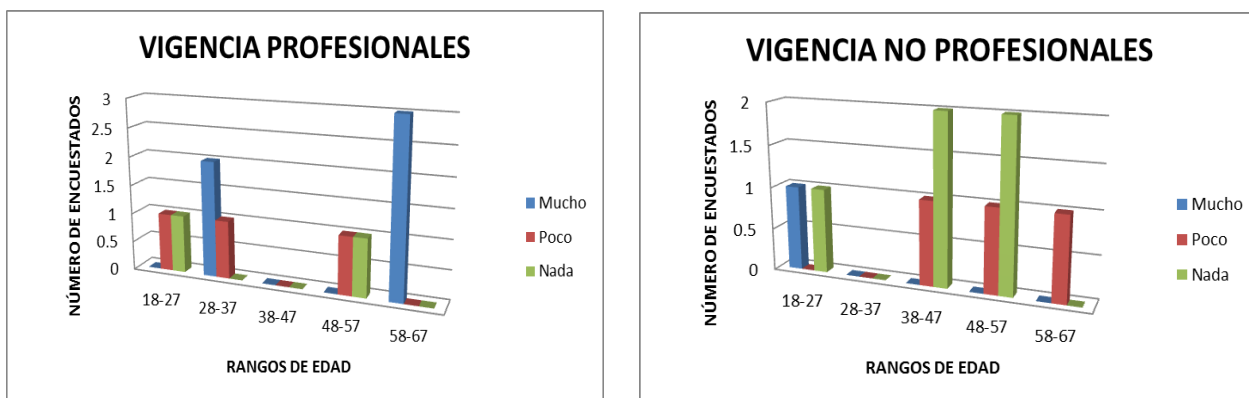 VIGENCIA PROFESIONALES
NÚMERO DE ENCUESTADOS
3
2.5
2
1.5
1
0.5
0
18-27
28-37
38-47
48-57
58-67
RANGOS DE EDAD
Mucho
Poco
Nada
VIGENCIA NO PROFESIONALES
NÚMERO DE ENCUESTADOS
2
1.5
1
0.5
0
18-27
28-37
38-47
48-57
58-67
RANGOS DE EDAD
Mucho
Poco
Nada